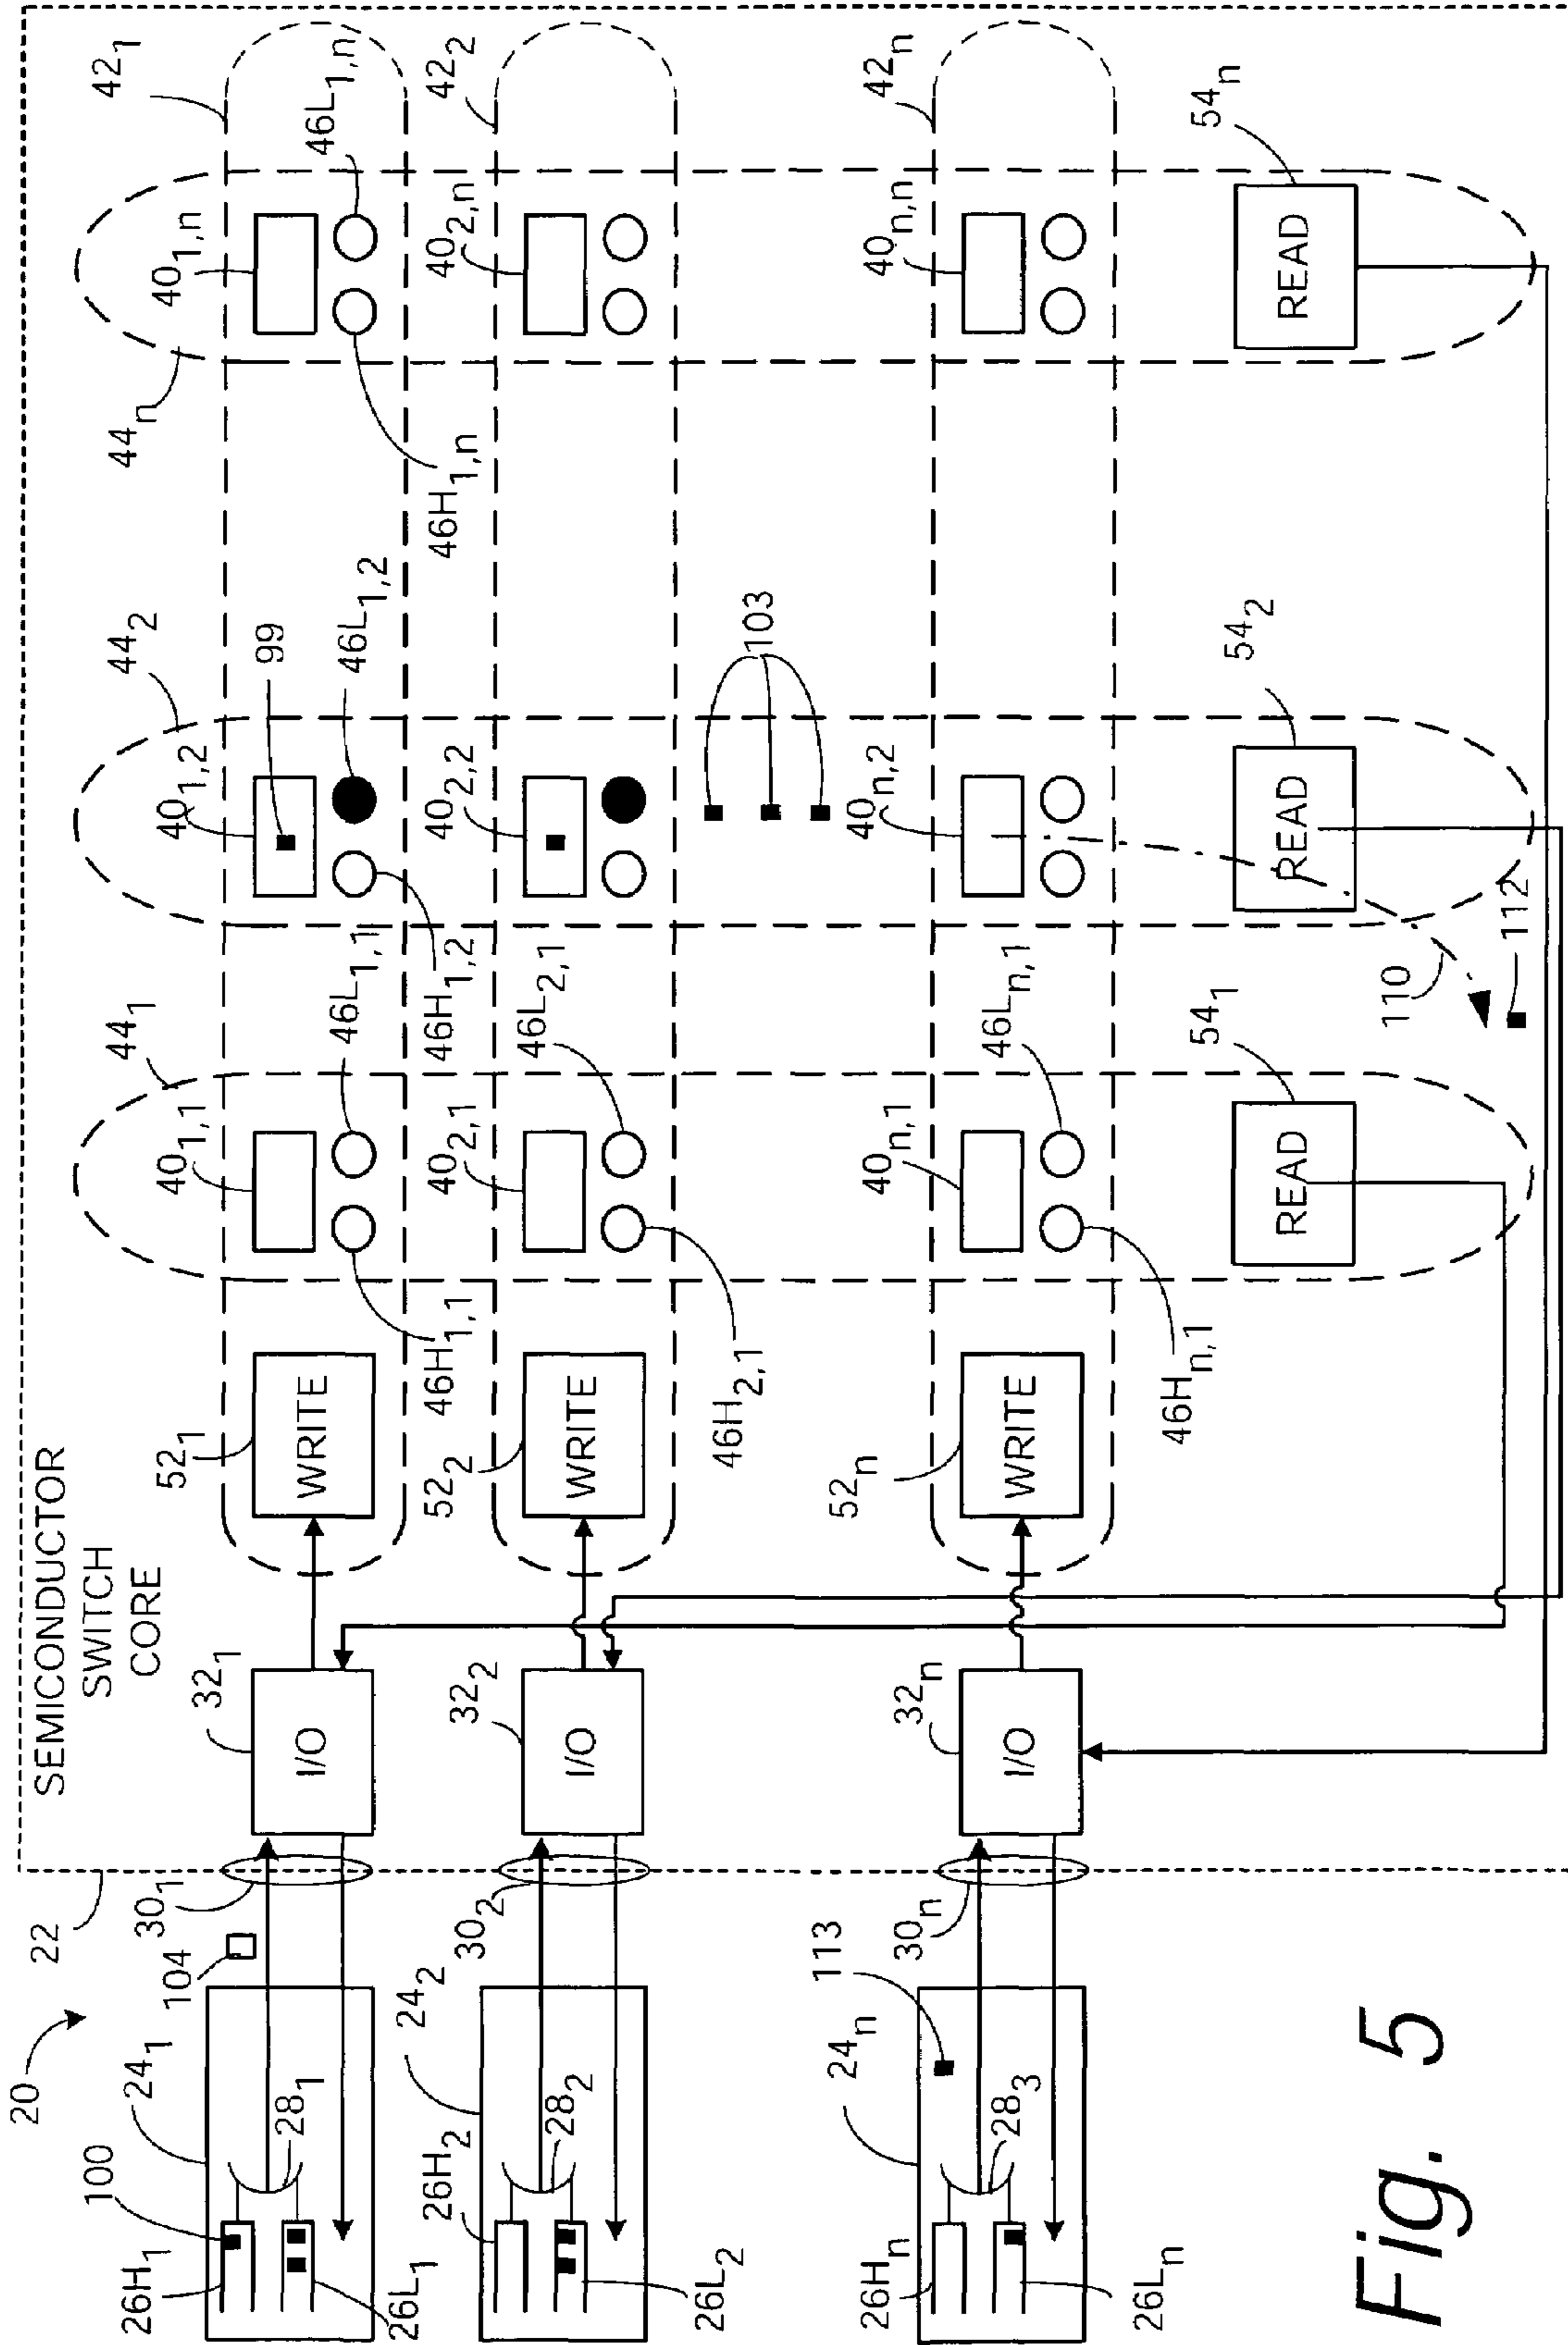 SEMICONDUCTOR
SWITCH
CORE
20
22
24₁
100
26H₁
26L₁
28₁
104
30₁
32₁
I/O
52₁
WRITE
46H₁,₁
40₁,₁
46L₁,₁
44₁
46H₁,₂
40₁,₂
99
46L₁,₂
44₂
46H₁,n
40₁,n
46L₁,n
44n
42₁
24₂
26H₂
26L₂
28₂
30₂
32₂
I/O
52₂
WRITE
46H₂,₁
40₂,₁
46L₂,₁
40₂,₂
103
40₂,n
42₂
24n
113
26Hn
26Ln
28₃
30n
32n
I/O
52n
WRITE
46Hn,₁
40n,₁
46Ln,₁
40n,₂
40n,n
42n
READ
54₁
110
112
READ
54₂
READ
54n
Fig. 5